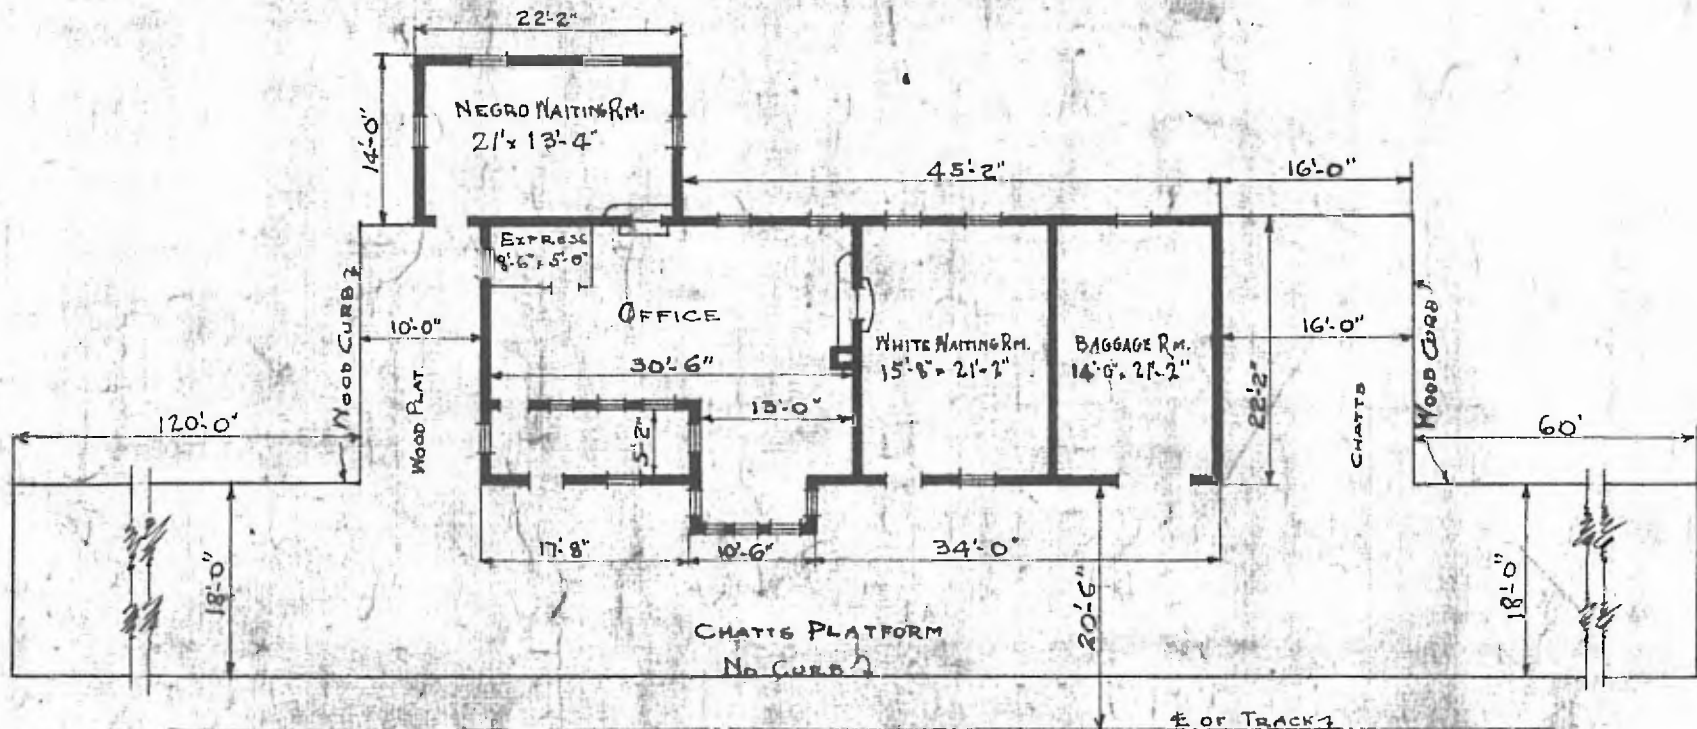 22'-2"
NEGRO WAITING RM.
21' x 13'-4"
14'-0"
45'-2"
16'-0"
EXPRESS
8'-6" x 5'-0"
OFFICE
WOOD CURB
10'-0"
WOOD PLAT.
30'-6"
13'-0"
5'-2"
WHITE WAITING RM.
15'-8" x 21'-2"
BAGGAGE RM.
14'-0" x 21'-2"
22'-2"
16'-0"
CHATTS
WOOD CURB
120'-0"
60'
18'-0"
17'-8"
10'-6"
34'-0"
20'-6"
18'-0"
CHATTS PLATFORM
NO CURB
℄ OF TRACK